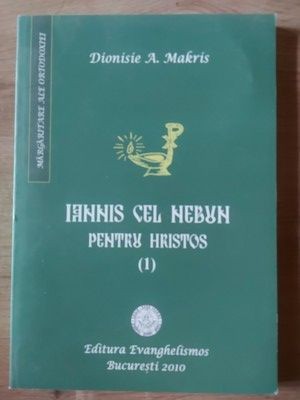 Dionisie A. Makris
MĂRGĂRITARE ALE ORTODOXIEI
IANNIS CEL NEBUN
PENTRU HRISTOS
(1)
Editura Evanghelismos
București 2010